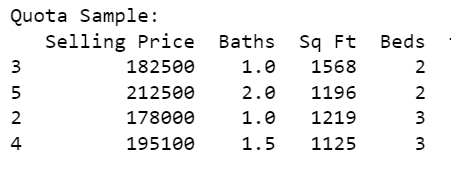 Quota Sample:
Selling Price Baths Sq Ft Beds
3 182500 1.0 1568 2
5 212500 2.0 1196 2
2 178000 1.0 1219 3
4 195100 1.5 1125 3